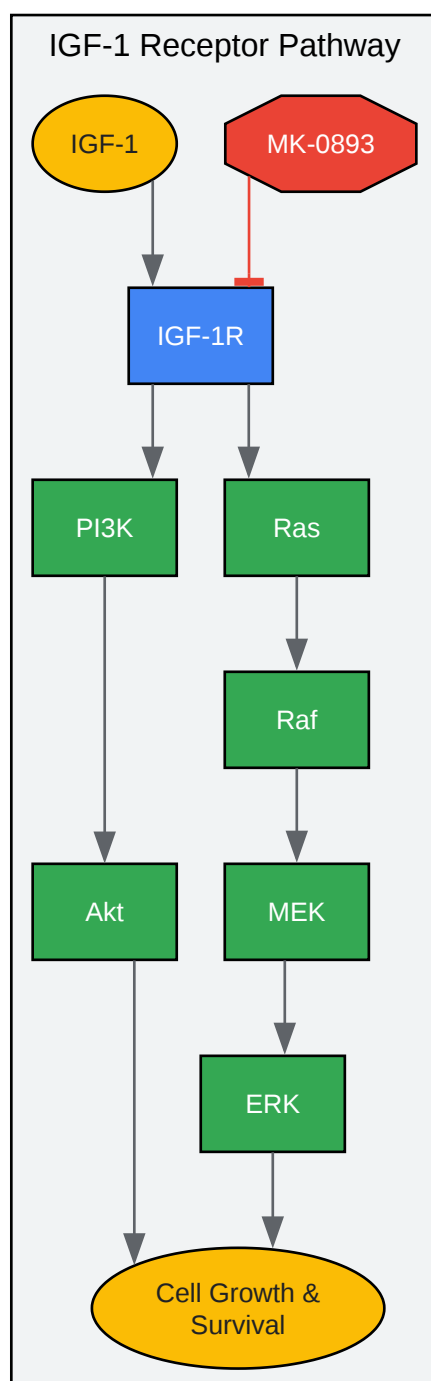 IGF-1 Receptor Pathway
IGF-1
MK-0893
IGF-1R
PI3K
Ras
Raf
Akt
MEK
ERK
Cell Growth &
Survival